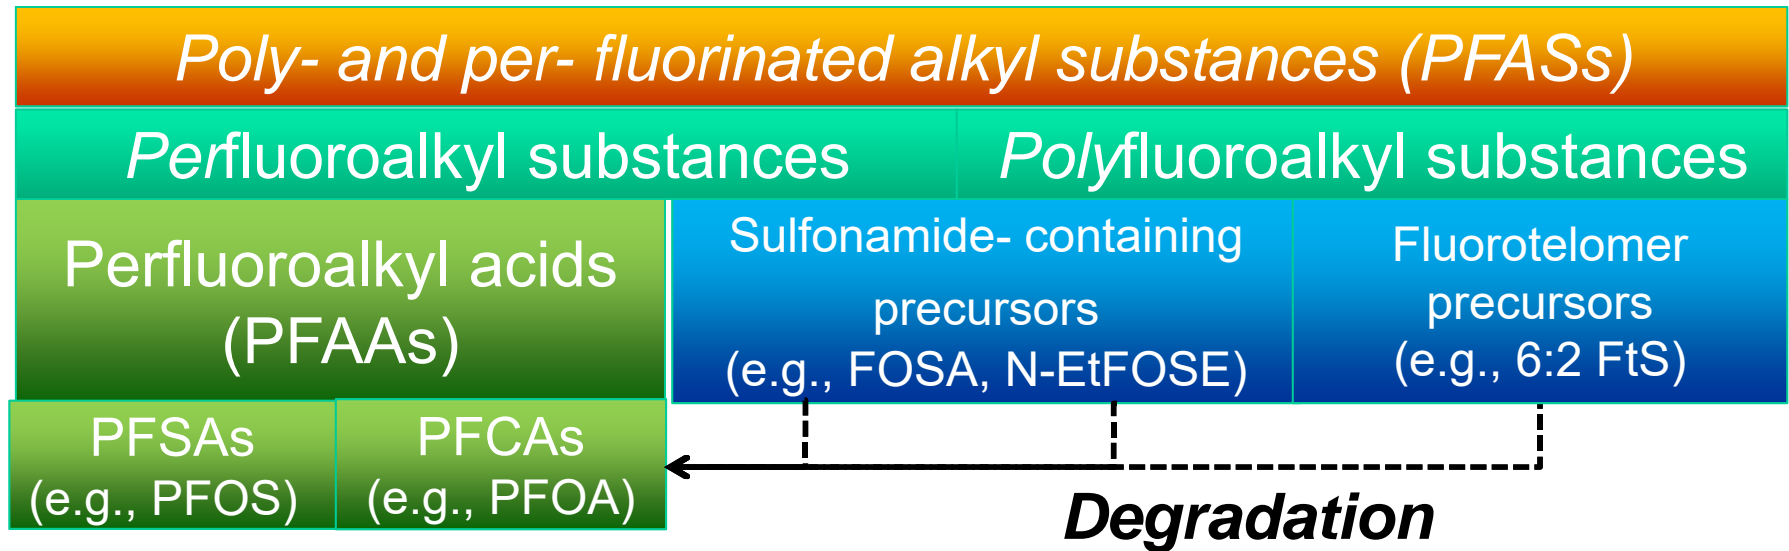 Poly- and per- fluorinated alkyl substances (PFASs)
Perfluoroalkyl substances
Polyfluoroalkyl substances
Perfluoroalkyl acids
(PFAAs)
Sulfonamide- containing
precursors
(e.g., FOSA, N-EtFOSE)
Fluorotelomer
precursors
(e.g., 6:2 FtS)
PFSAs
(e.g., PFOS)
PFCAs
(e.g., PFOA)
Degradation